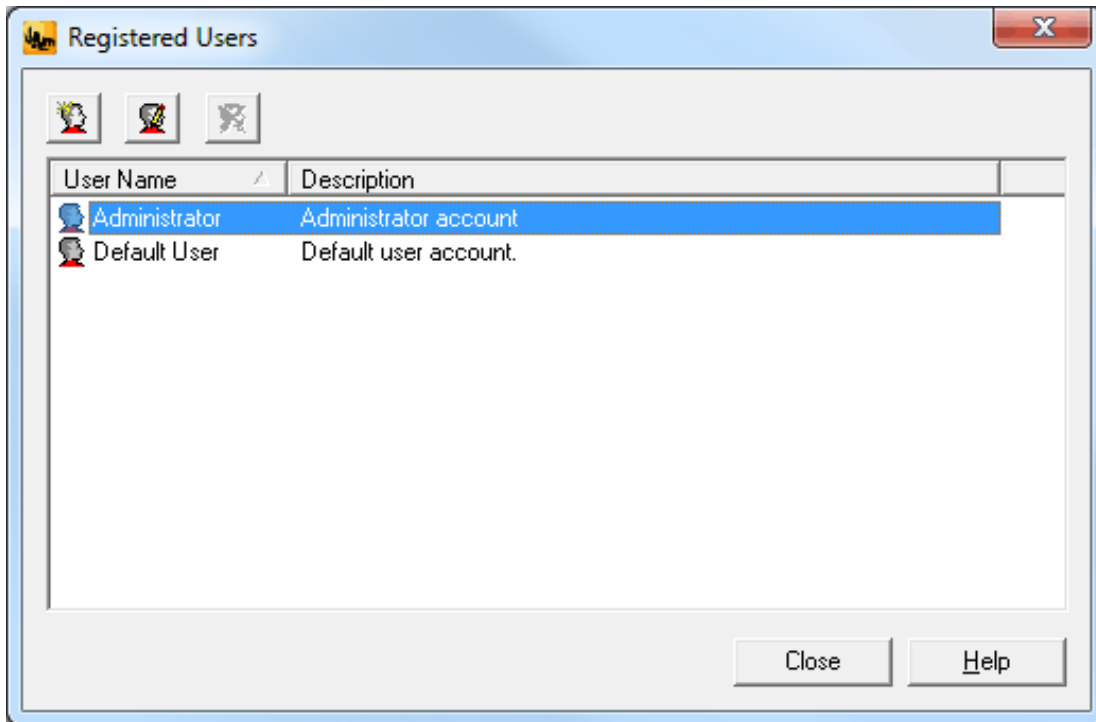 Registered Users
User Name Description
Administrator Administrator account
Default User Default user account.
Close Help